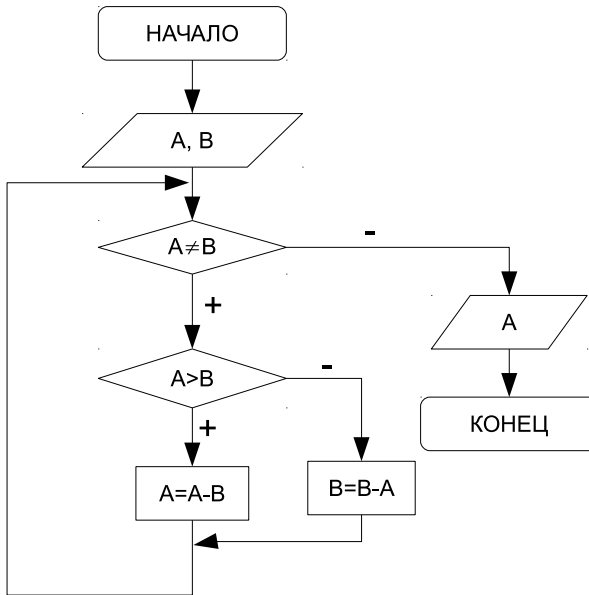 НАЧАЛО
A, B
A≠B
-
+
A
A>B
-
+
КОНЕЦ
A=A-B
B=B-A